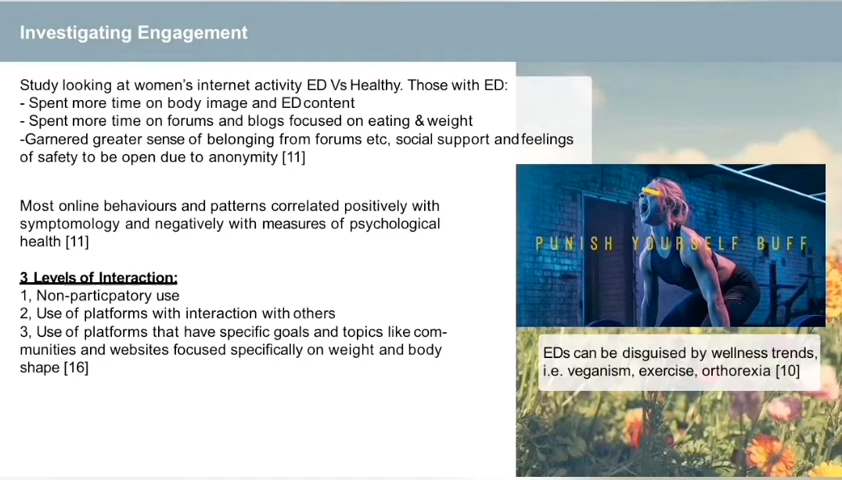 Investigating Engagement
Study looking at women's internet activity ED Vs Healthy. Those with ED:
- Spent more time on body image and ED content
- Spent more time on forums and blogs focused on eating & weight
-Garnered greater sense of belonging from forums etc, social support and feelings
of safety to be open due to anonymity [11]
Most online behaviours and patterns correlated positively with
symptomology and negatively with measures of psychological
health [11]
3 Levels of Interaction:
1, Non-particpatory use
2, Use of platforms with interaction with others
3, Use of platforms that have specific goals and topics like com-
munities and websites focused specifically on weight and body
shape [16]
PUNISH YOURSELF BUFF
EDs can be disguised by wellness trends,
i.e. veganism, exercise, orthorexia [10]